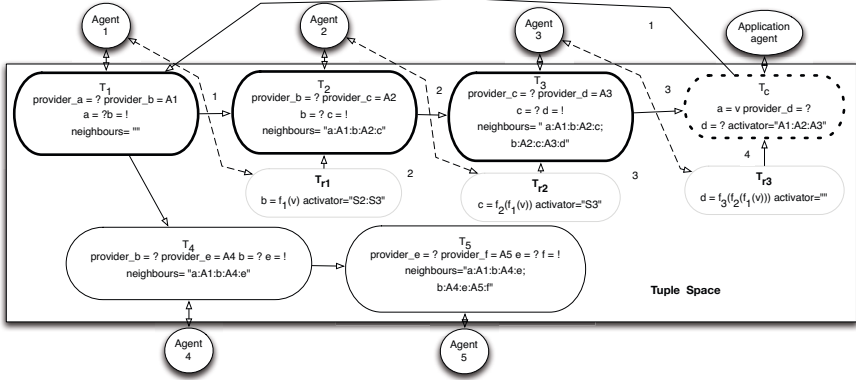 Agent
1
Agent
2
Agent
3
Application
agent
1
T1
provider_a = ? provider_b = A1
a = ?b = !
neighbours= ""
1
T2
provider_b = ? provider_c = A2
b = ? c = !
neighbours= "a:A1:b:A2:c"
2
T3
provider_c = ? provider_d = A3
c = ? d = !
neighbours= " a:A1:b:A2:c;
b:A2:c:A3:d"
3
Tc
a = v provider_d = ?
d = ? activator="A1:A2:A3"
4
Tr1
b = f1(v) activator="S2:S3"
2
Tr2
c = f2(f1(v)) activator="S3"
3
Tr3
d = f3(f2(f1(v))) activator=""
T4
provider_b = ? provider_e = A4 b = ? e = !
neighbours= "a:A1:b:A4:e"
T5
provider_e = ? provider_f = A5 e = ? f = !
neighbours="a:A1:b:A4:e;
b:A4:e:A5:f"
Tuple Space
Agent
4
Agent
5